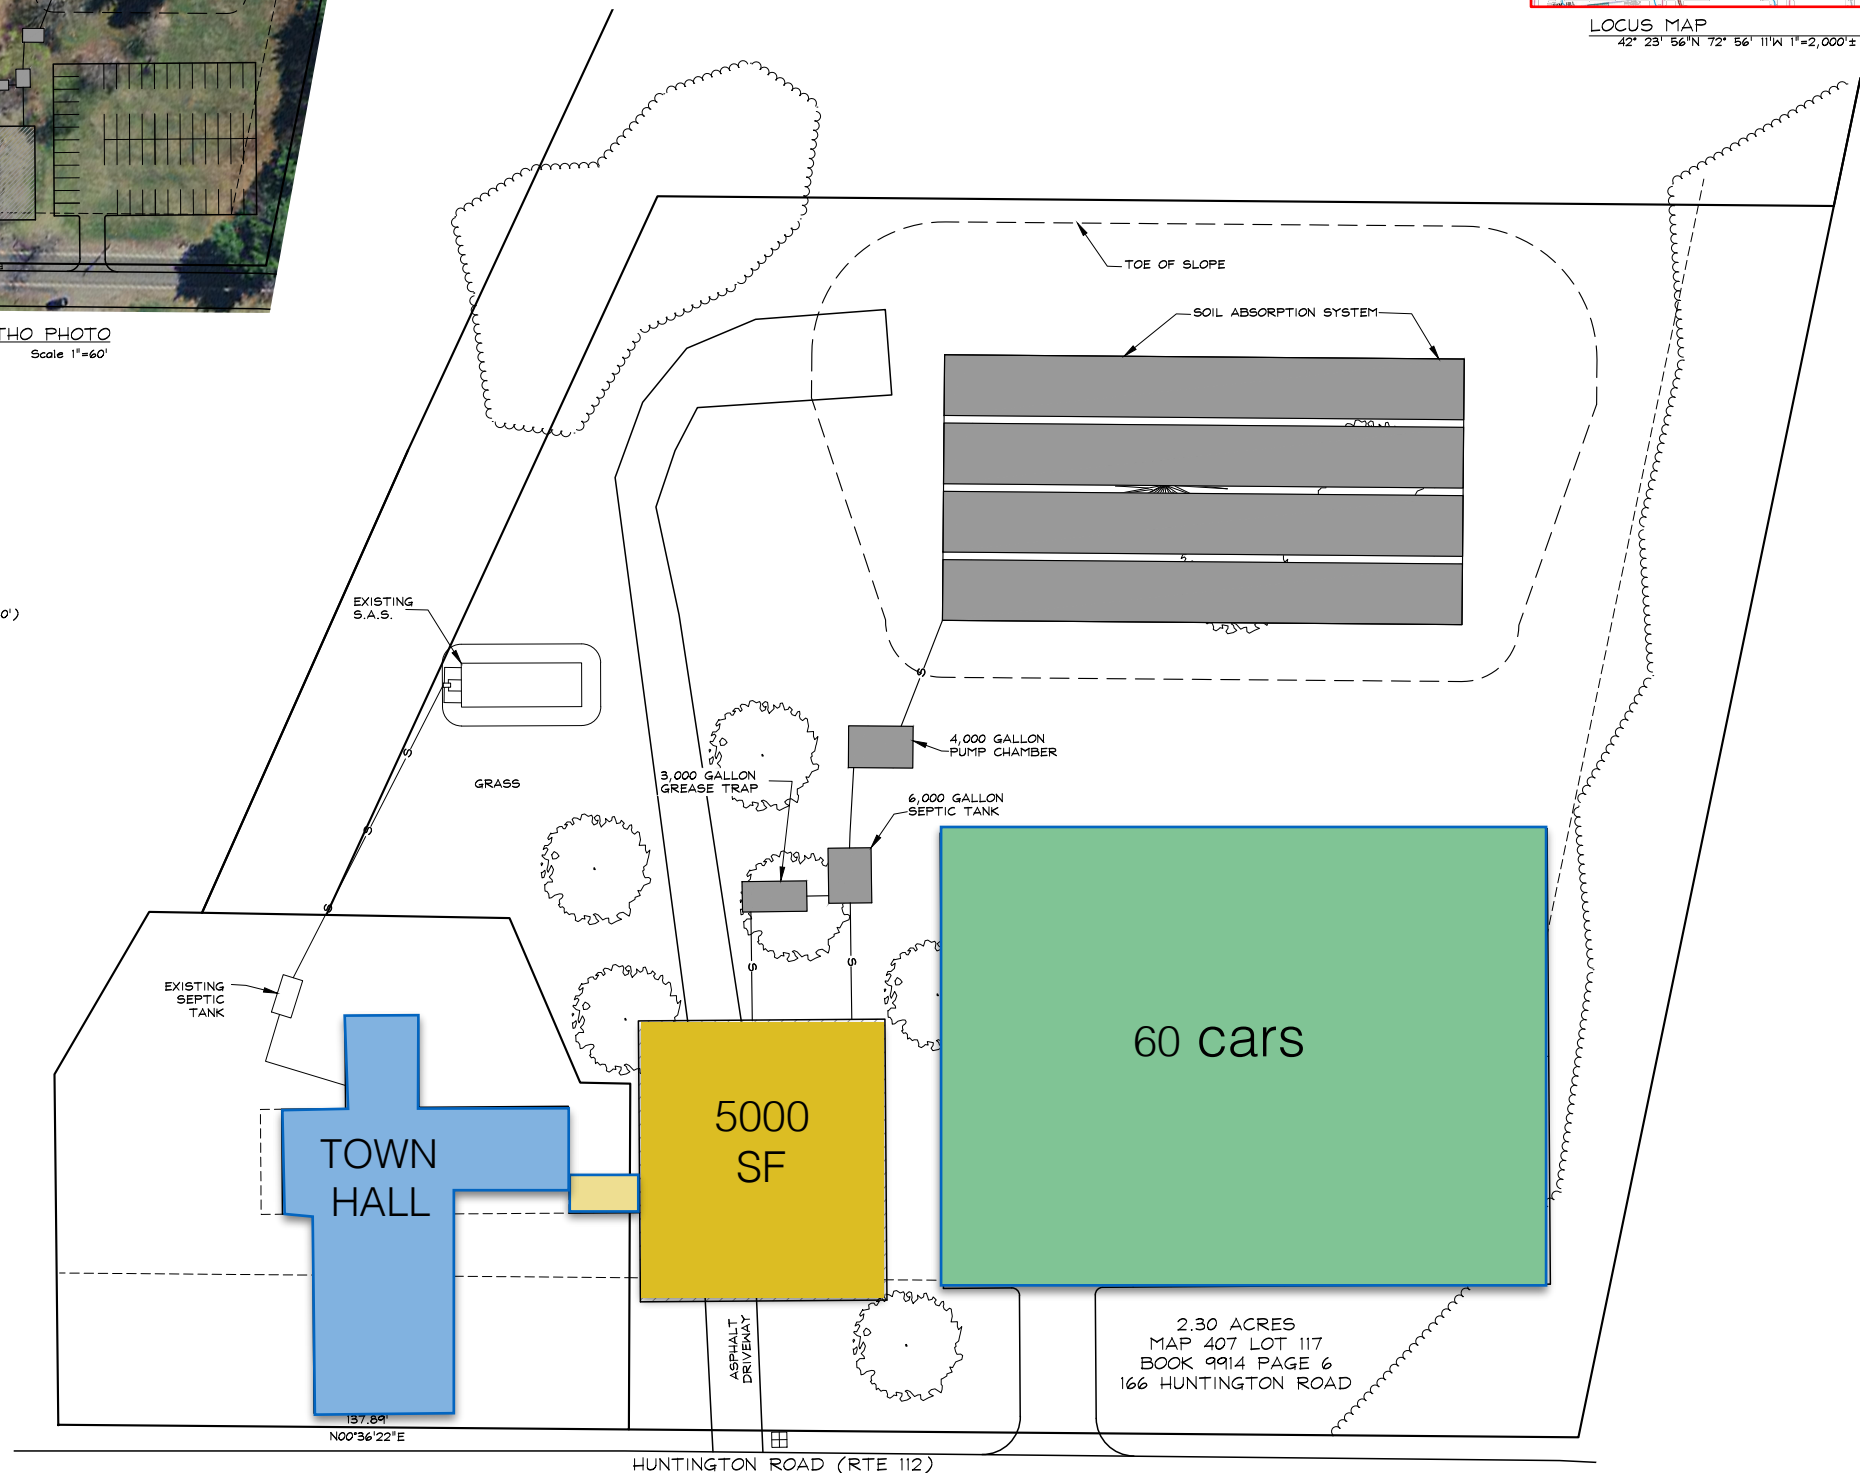 LOCUS MAP
42° 23' 56"N 72° 56' 11'W 1"=2,000'±
THO PHOTO
Scale 1"=60'
TOE OF SLOPE
SOIL ABSORPTION SYSTEM
0')
EXISTING
S.A.S.
S
4,000 GALLON
PUMP CHAMBER
S
GRASS
3,000 GALLON
GREASE TRAP
6,000 GALLON
SEPTIC TANK
S
S
S
S
EXISTING
SEPTIC
TANK
60 cars
5000
SF
TOWN
HALL
ASPHALT
DRIVEWAY
2.30 ACRES
MAP 407 LOT 117
BOOK 9914 PAGE 6
166 HUNTINGTON ROAD
137.89'
N00°36'22"E
HUNTINGTON ROAD (RTE 112)